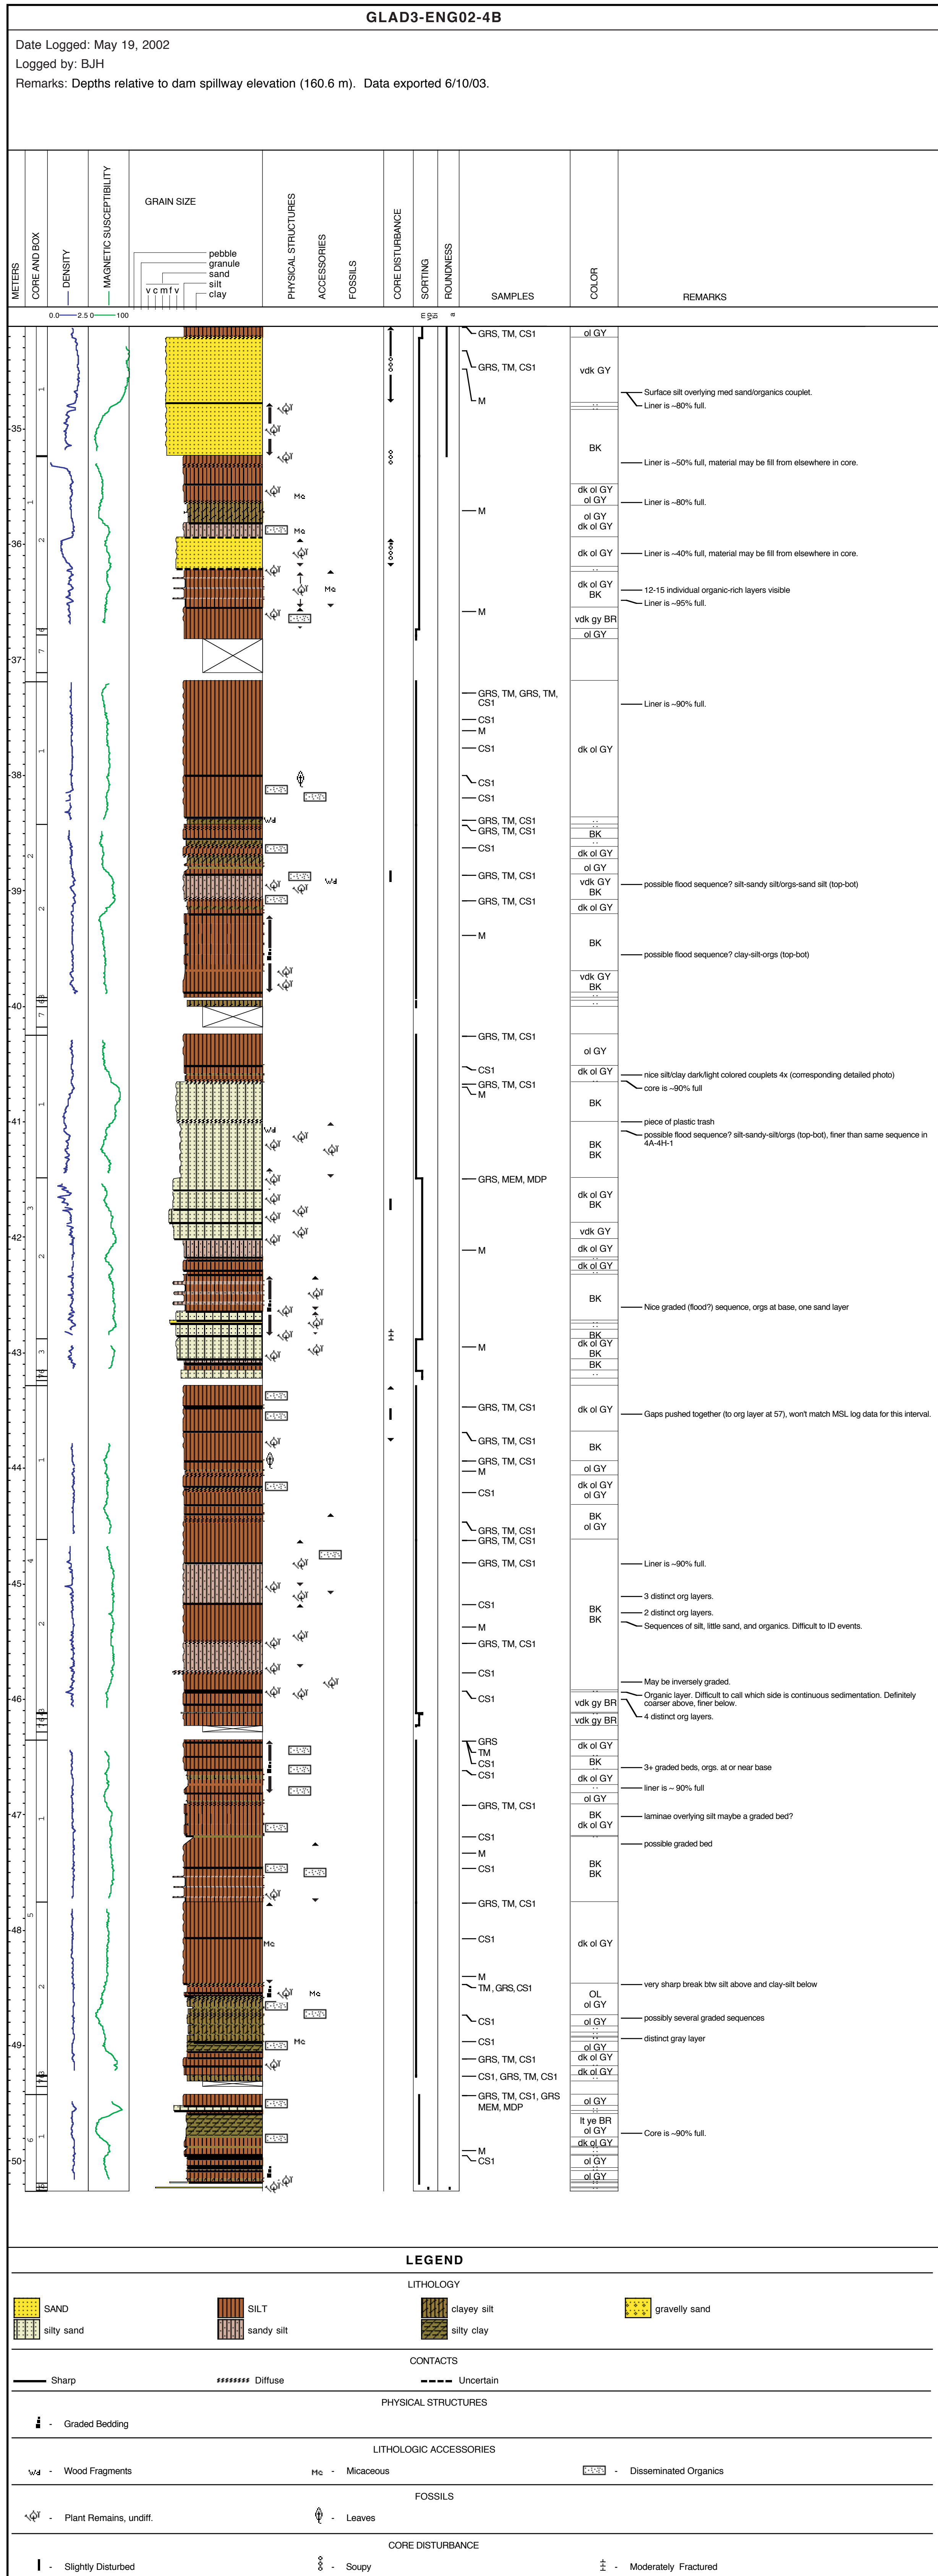 GLAD3-ENG02-4B
Date Logged: May 19, 2002
Logged by: BJH
Remarks: Depths relative to dam spillway elevation (160.6 m).  Data exported 6/10/03.
METERS
CORE AND BOX
DENSITY
MAGNETIC SUSCEPTIBILITY
GRAIN SIZE
pebble
granule
sand
silt
clay
v c m f v
PHYSICAL STRUCTURES
ACCESSORIES
FOSSILS
CORE DISTURBANCE
SORTING
ROUNDNESS
SAMPLES
COLOR
REMARKS
0.0 2.5 0 100
GRS, TM, CS1
ol GY
GRS, TM, CS1
vdk GY
1
Surface silt overlying med sand/organics couplet.
M
Liner is ~80% full.
35
BK
Liner is ~50% full, material may be fill from elsewhere in core.
dk ol GY
ol GY
1
Mc
Liner is ~80% full.
M
ol GY
dk ol GY
Mc
36
2
dk ol GY
Liner is ~40% full, material may be fill from elsewhere in core.
Mc
dk ol GY
BK
12-15 individual organic-rich layers visible
Liner is ~95% full.
M
vdk gy BR
ol GY
37
7
GRS, TM, GRS, TM,
CS1
Liner is ~90% full.
CS1
M
1
CS1
dk ol GY
38
CS1
CS1
Wd
GRS, TM, CS1
GRS, TM, CS1
BK
2
CS1
dk ol GY
ol GY
GRS, TM, CS1
Wd
vdk GY
BK
possible flood sequence? silt-sandy silt/orgs-sand silt (top-bot)
39
2
GRS, TM, CS1
dk ol GY
M
BK
possible flood sequence? clay-silt-orgs (top-bot)
vdk GY
BK
40
7
GRS, TM, CS1
ol GY
CS1
dk ol GY
nice silt/clay dark/light colored couplets 4x (corresponding detailed photo)
GRS, TM, CS1
core is ~90% full
M
1
BK
41
piece of plastic trash
Wd
possible flood sequence? silt-sandy-silt/orgs (top-bot), finer than same sequence in
4A-4H-1
BK
BK
GRS, MEM, MDP
dk ol GY
BK
3
vdk GY
42
2
M
dk ol GY
dk ol GY
BK
Nice graded (flood?) sequence, orgs at base, one sand layer
BK
dk ol GY
BK
43
3
M
BK
dk ol GY
GRS, TM, CS1
Gaps pushed together (to org layer at 57), won't match MSL log data for this interval.
GRS, TM, CS1
BK
1
GRS, TM, CS1
44
M
ol GY
CS1
dk ol GY
ol GY
BK
ol GY
GRS, TM, CS1
GRS, TM, CS1
4
GRS, TM, CS1
Liner is ~90% full.
45
3 distinct org layers.
CS1
BK
BK
2 distinct org layers.
2
M
Sequences of silt, little sand, and organics. Difficult to ID events.
GRS, TM, CS1
CS1
May be inversely graded.
46
CS1
vdk gy BR
Organic layer. Difficult to call which side is continuous sedimentation. Definitely
coarser above, finer below.
4 distinct org layers.
vdk gy BR
GRS
TM
CS1
CS1
dk ol GY
BK
3+ graded beds, orgs. at or near base
dk ol GY
liner is ~ 90% full
ol GY
47
1
GRS, TM, CS1
BK
dk ol GY
laminae overlying silt maybe a graded bed?
CS1
possible graded bed
M
CS1
BK
BK
GRS, TM, CS1
5
48
CS1
Mc
dk ol GY
M
very sharp break btw silt above and clay-silt below
2
TM, GRS, CS1
Mc
OL
ol GY
CS1
ol GY
possibly several graded sequences
49
CS1
Mc
distinct gray layer
ol GY
GRS, TM, CS1
dk ol GY
CS1, GRS, TM, CS1
dk ol GY
GRS, TM, CS1, GRS
MEM, MDP
ol GY
lt ye BR
ol GY
6
1
Core is ~90% full.
dk ol GY
M
50
CS1
ol GY
ol GY
LEGEND
LITHOLOGY
SAND
SILT
clayey silt
gravelly sand
silty sand
sandy silt
silty clay
CONTACTS
Sharp
Diffuse
Uncertain
PHYSICAL STRUCTURES
- Graded Bedding
LITHOLOGIC ACCESSORIES
Wd - Wood Fragments
Mc - Micaceous
- Disseminated Organics
FOSSILS
- Plant Remains, undiff.
- Leaves
CORE DISTURBANCE
- Slightly Disturbed
- Soupy
- Moderately Fractured